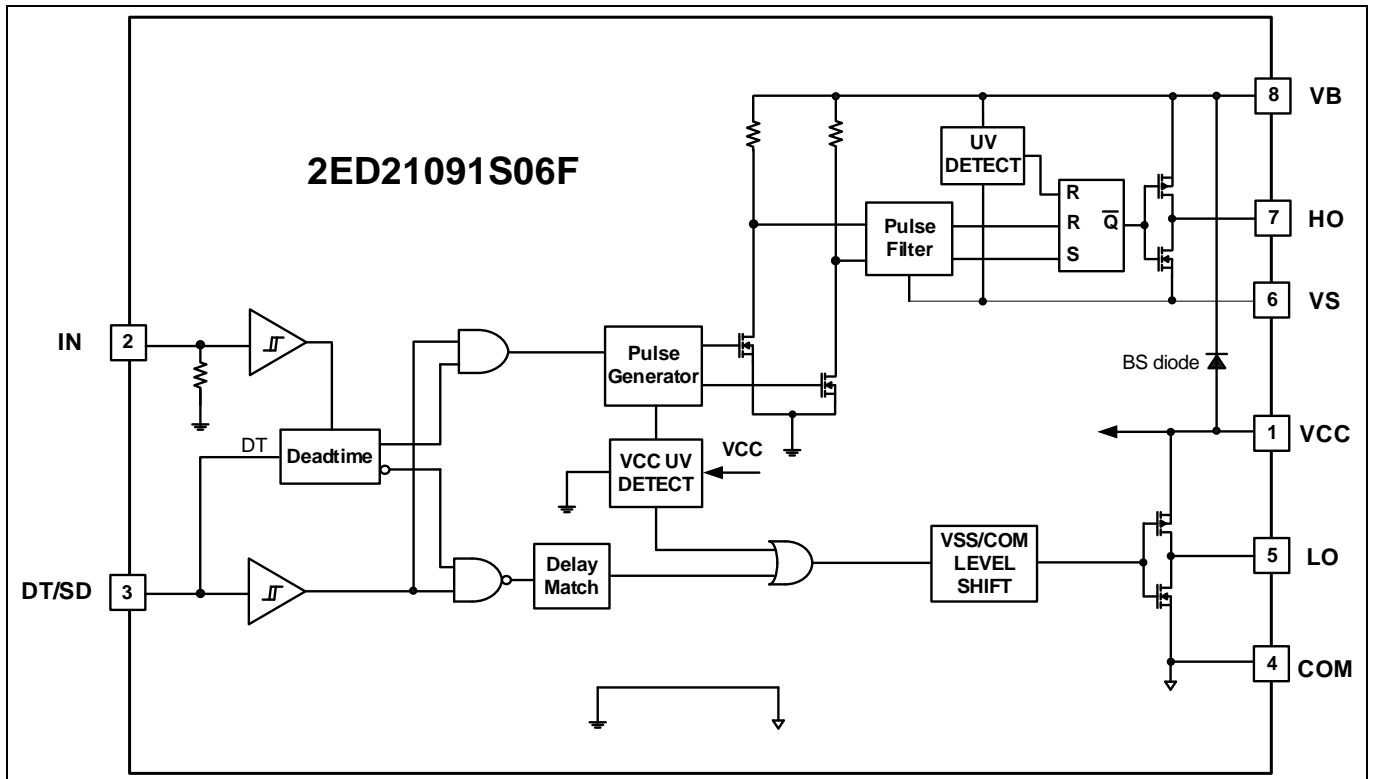 2ED21091S06F
8 VB
UV
DETECT
R
R
S
Q̅
7 HO
Pulse
Filter
6 VS
IN 2
Pulse
Generator
BS diode
DT
Deadtime
1 VCC
VCC UV
DETECT
VCC
DT/SD 3
Delay
Match
VSS/COM
LEVEL
SHIFT
5 LO
4 COM